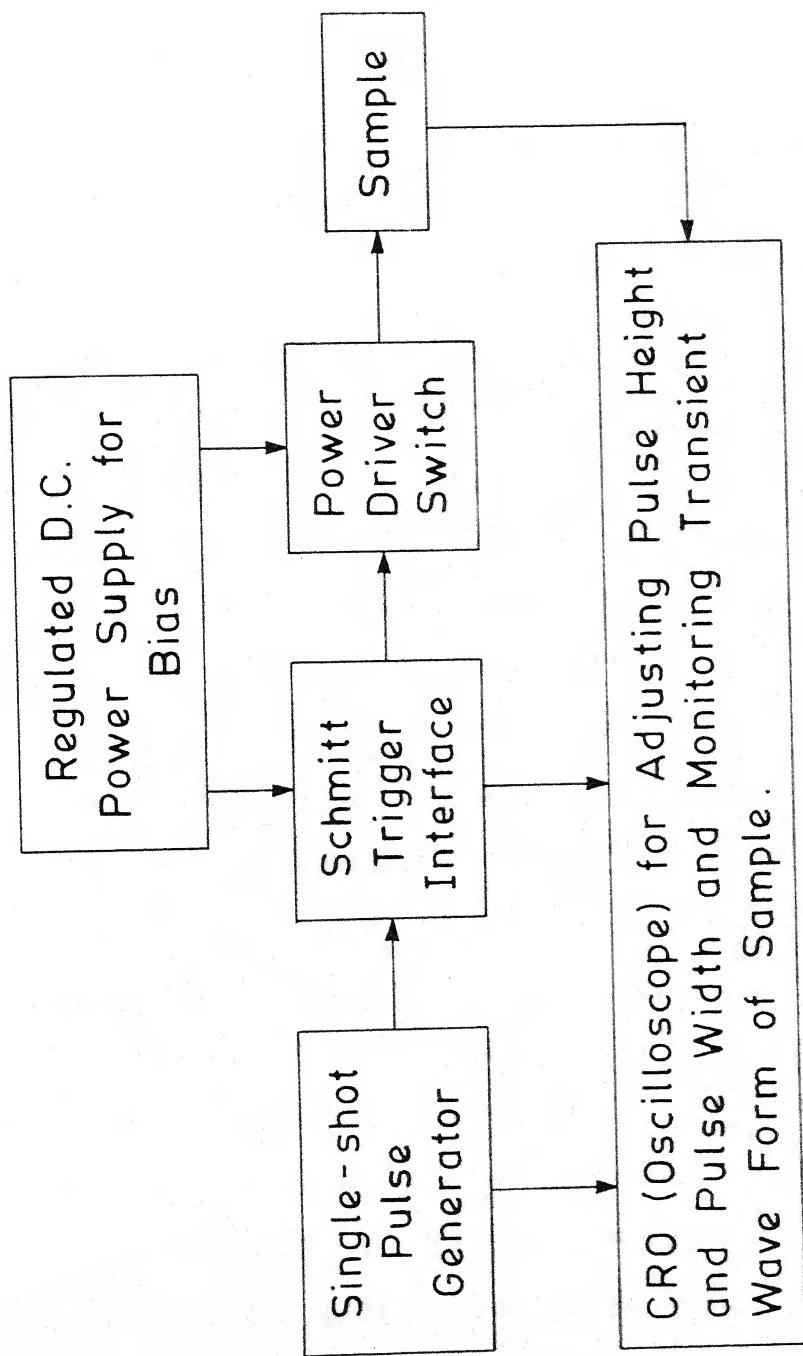 Regulated D.C.
Power Supply for
Bias
Single-shot
Pulse
Generator
Schmitt
Trigger
Interface
Power
Driver
Switch
Sample
CRO (Oscilloscope) for Adjusting Pulse Height
and Pulse Width and Monitoring Transient
Wave Form of Sample.